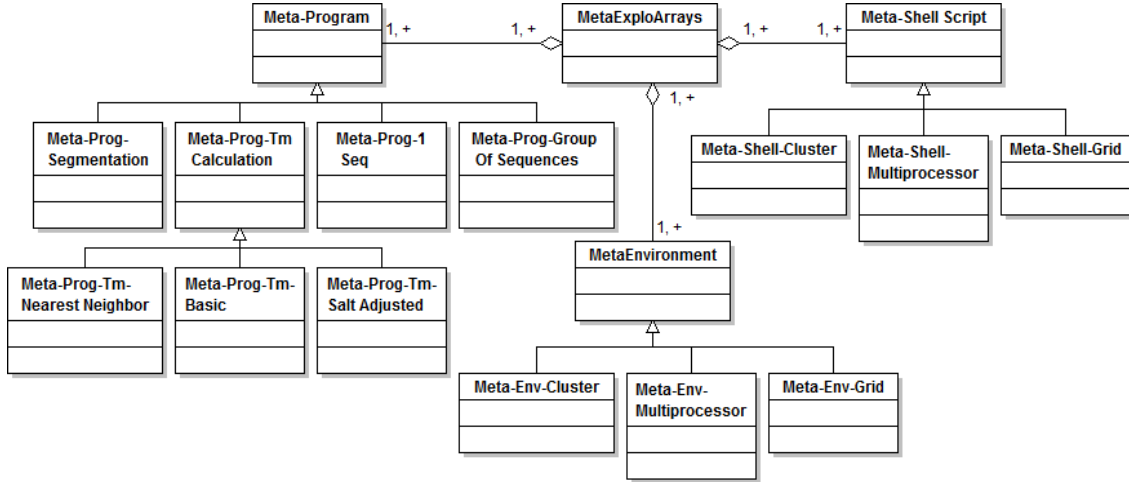 Meta-Program
MetaExploArrays
Meta-Shell Script
1, +
1, +
1, +
1, +
1, +
Meta-Prog-
Segmentation
Meta-Prog-Tm
Calculation
Meta-Prog-1
Seq
Meta-Prog-Group
Of Sequences
Meta-Shell-Cluster
Meta-Shell-
Multiprocessor
Meta-Shell-Grid
1, +
Meta-Prog-Tm-
Nearest Neighbor
Meta-Prog-Tm-
Basic
Meta-Prog-Tm-
Salt Adjusted
MetaEnvironment
Meta-Env-Cluster
Meta-Env-
Multiprocessor
Meta-Env-Grid